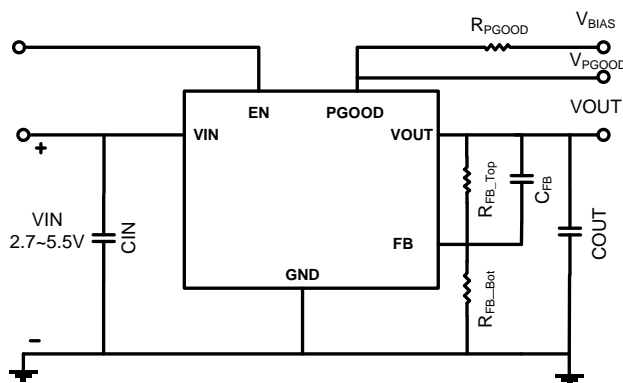 RPGOOD
VBIAS
VPGOOD
VOUT
EN
PGOOD
VIN
VOUT
+
RFB_Top
CFB
VIN
2.7~5.5V
CIN
FB
COUT
GND
RFB_Bot
-